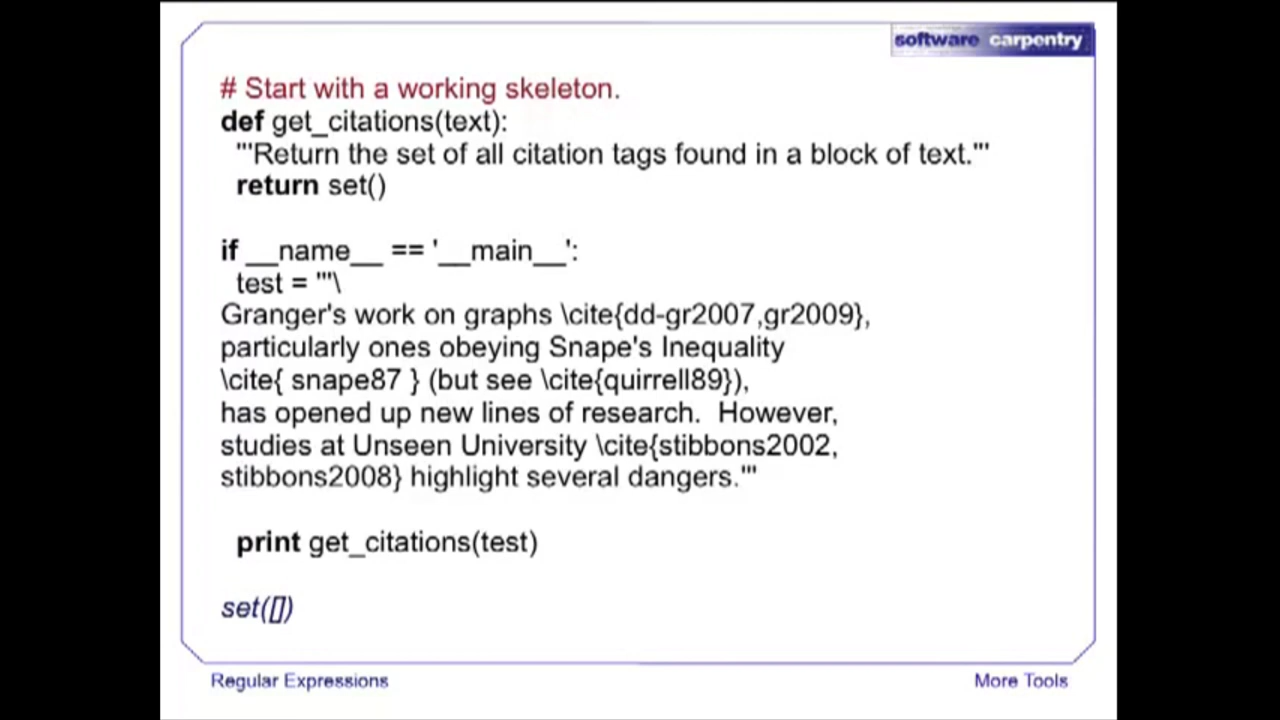 software carpentry
# Start with a working skeleton.
def get_citations(text):
  '''Return the set of all citation tags found in a block of text.'''
  return set()

if __name__ == '__main__':
  test = '''\
Granger's work on graphs \cite{dd-gr2007,gr2009},
particularly ones obeying Snape's Inequality
\cite{ snape87 } (but see \cite{quirrell89}),
has opened up new lines of research.  However,
studies at Unseen University \cite{stibbons2002,
stibbons2008} highlight several dangers.'''

  print get_citations(test)

set([])
Regular Expressions
More Tools